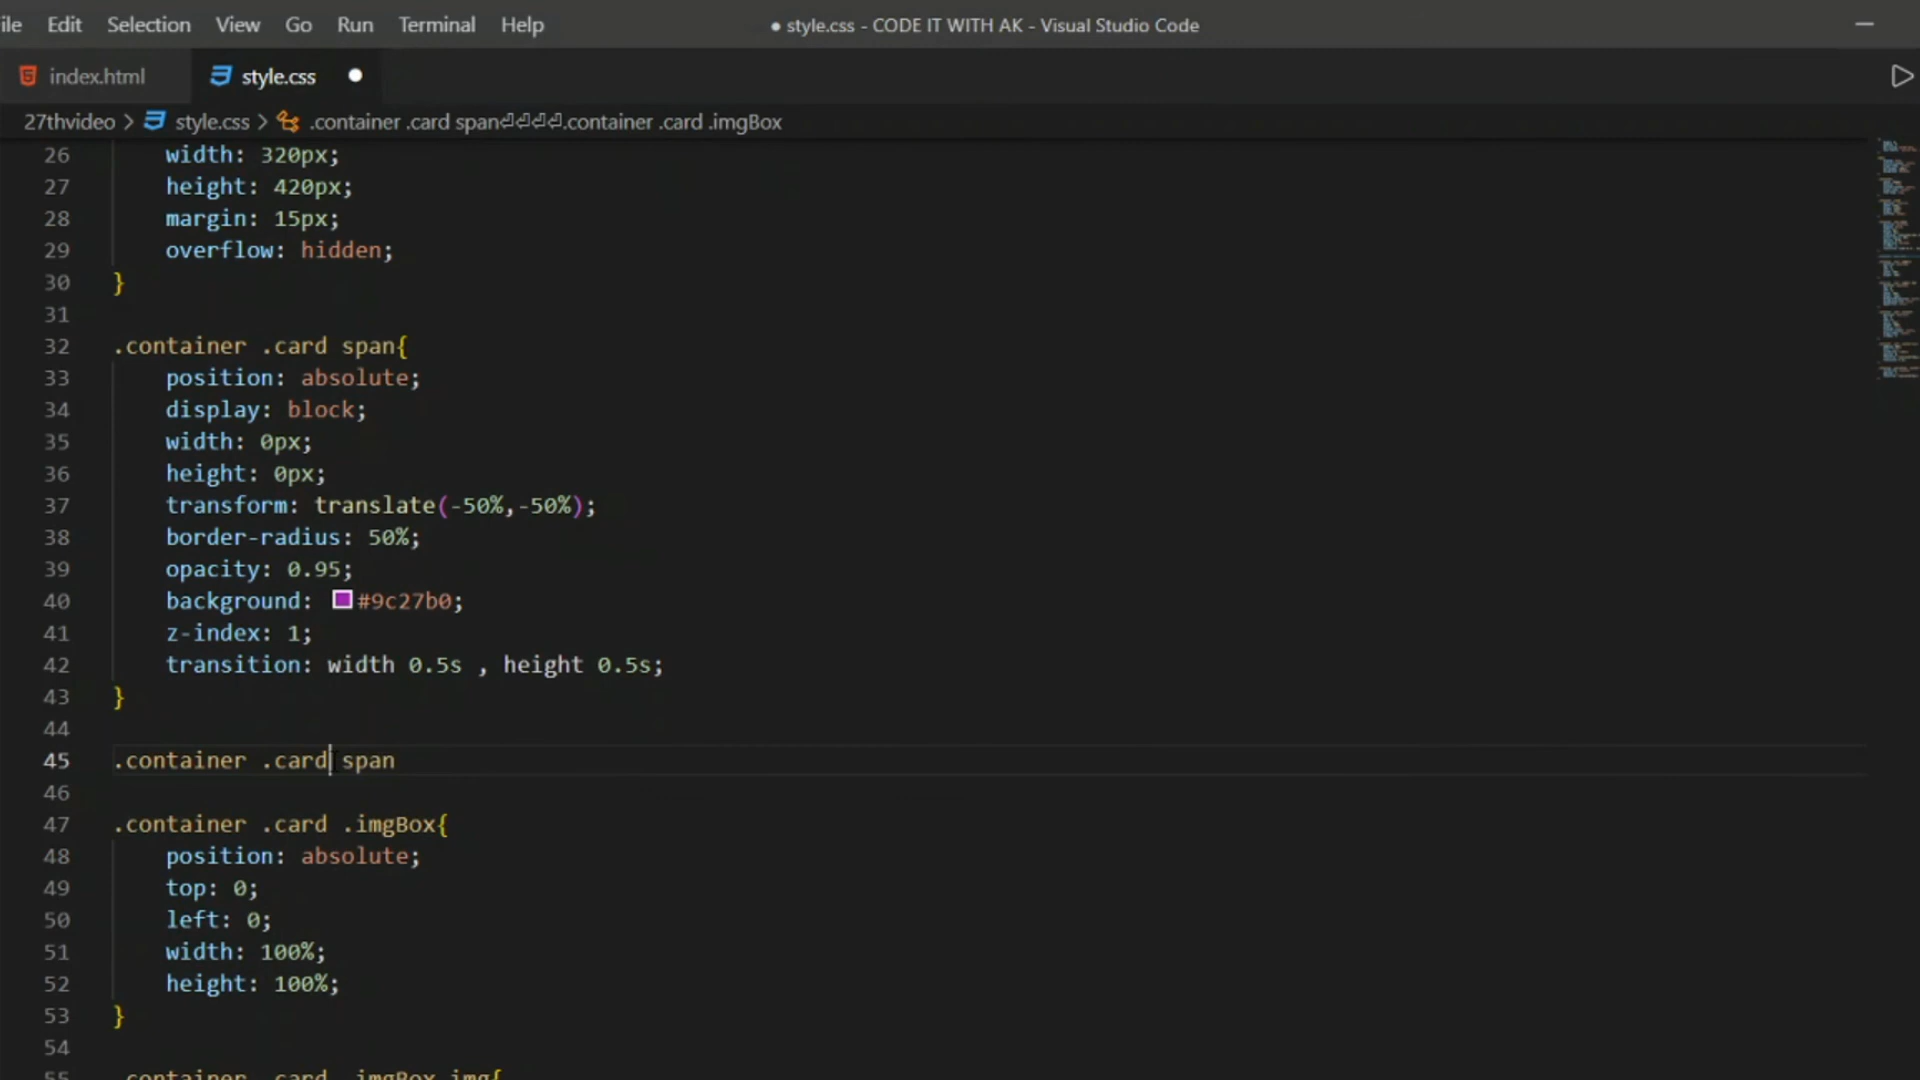 ile Edit Selection View Go Run Terminal Help ● style.css - CODE IT WITH AK - Visual Studio Code
index.html style.css ●
27thvideo > style.css > .container .card span⏎⏎⏎⏎.container .card .imgBox
26 width: 320px;
27 height: 420px;
28 margin: 15px;
29 overflow: hidden;
30 }
31
32 .container .card span{
33 position: absolute;
34 display: block;
35 width: 0px;
36 height: 0px;
37 transform: translate(-50%,-50%);
38 border-radius: 50%;
39 opacity: 0.95;
40 background: #9c27b0;
41 z-index: 1;
42 transition: width 0.5s , height 0.5s;
43 }
44
45 .container .card span
46
47 .container .card .imgBox{
48 position: absolute;
49 top: 0;
50 left: 0;
51 width: 100%;
52 height: 100%;
53 }
54
55 .container .card .imgBox img{